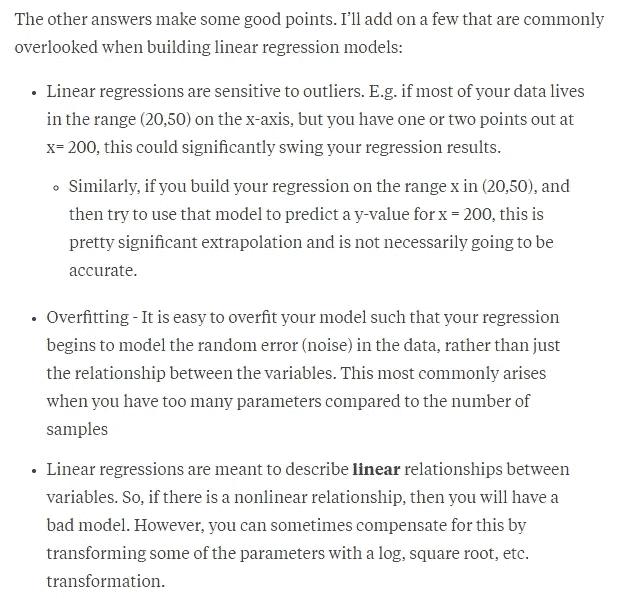 The other answers make some good points. I'll add on a few that are commonly
overlooked when building linear regression models:
• Linear regressions are sensitive to outliers. E.g. if most of your data lives
in the range (20,50) on the x-axis, but you have one or two points out at
x= 200, this could significantly swing your regression results.
◦ Similarly, if you build your regression on the range x in (20,50), and
then try to use that model to predict a y-value for x = 200, this is
pretty significant extrapolation and is not necessarily going to be
accurate.
• Overfitting - It is easy to overfit your model such that your regression
begins to model the random error (noise) in the data, rather than just
the relationship between the variables. This most commonly arises
when you have too many parameters compared to the number of
samples
• Linear regressions are meant to describe linear relationships between
variables. So, if there is a nonlinear relationship, then you will have a
bad model. However, you can sometimes compensate for this by
transforming some of the parameters with a log, square root, etc.
transformation.